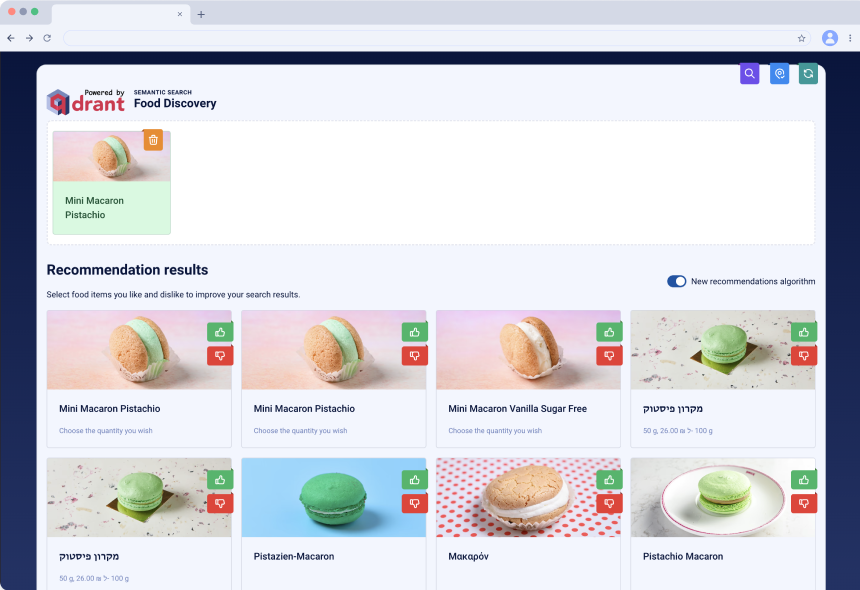 Powered by
qdrant
SEMANTIC SEARCH
Food Discovery
Mini Macaron
Pistachio
Recommendation results
Select food items you like and dislike to improve your search results.
New recommendations algorithm
Mini Macaron Pistachio
Choose the quantity you wish
Mini Macaron Pistachio
Choose the quantity you wish
Mini Macaron Vanilla Sugar Free
Choose the quantity you wish
מקרון פיסטוק
50 g, 26.00 ₪ ל- 100 g
מקרון פיסטוק
50 g, 26.00 ₪ ל- 100 g
Pistazien-Macaron
Μακαρόν
Pistachio Macaron